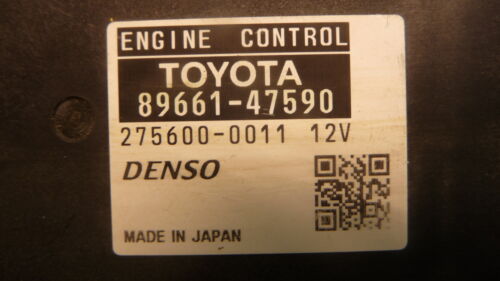 ENGINE CONTROL
TOYOTA
89661-47590
275600-0011 12V
DENSO
MADE IN JAPAN